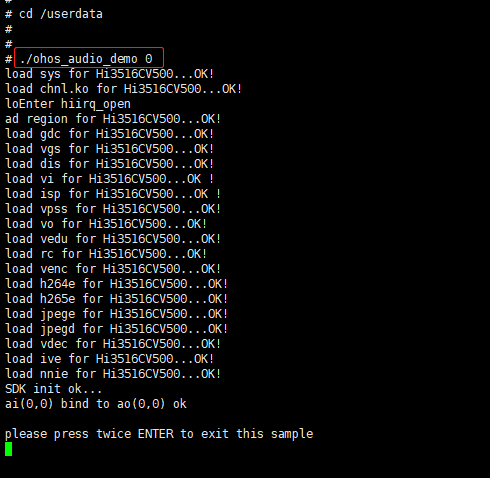 #
# cd /userdata
#
#
# ./ohos_audio_demo 0
load sys for Hi3516CV500...OK!
load chnl.ko for Hi3516CV500...OK!
loEnter hiirq_open
ad region for Hi3516CV500...OK!
load gdc for Hi3516CV500...OK!
load vgs for Hi3516CV500...OK!
load dis for Hi3516CV500...OK!
load vi for Hi3516CV500...OK !
load isp for Hi3516CV500...OK !
load vpss for Hi3516CV500...OK!
load vo for Hi3516CV500...OK!
load vedu for Hi3516CV500...OK!
load rc for Hi3516CV500...OK!
load venc for Hi3516CV500...OK!
load h264e for Hi3516CV500...OK!
load h265e for Hi3516CV500...OK!
load jpege for Hi3516CV500...OK!
load jpegd for Hi3516CV500...OK!
load vdec for Hi3516CV500...OK!
load ive for Hi3516CV500...OK!
load nnie for Hi3516CV500...OK!
SDK init ok...
ai(0,0) bind to ao(0,0) ok
please press twice ENTER to exit this sample